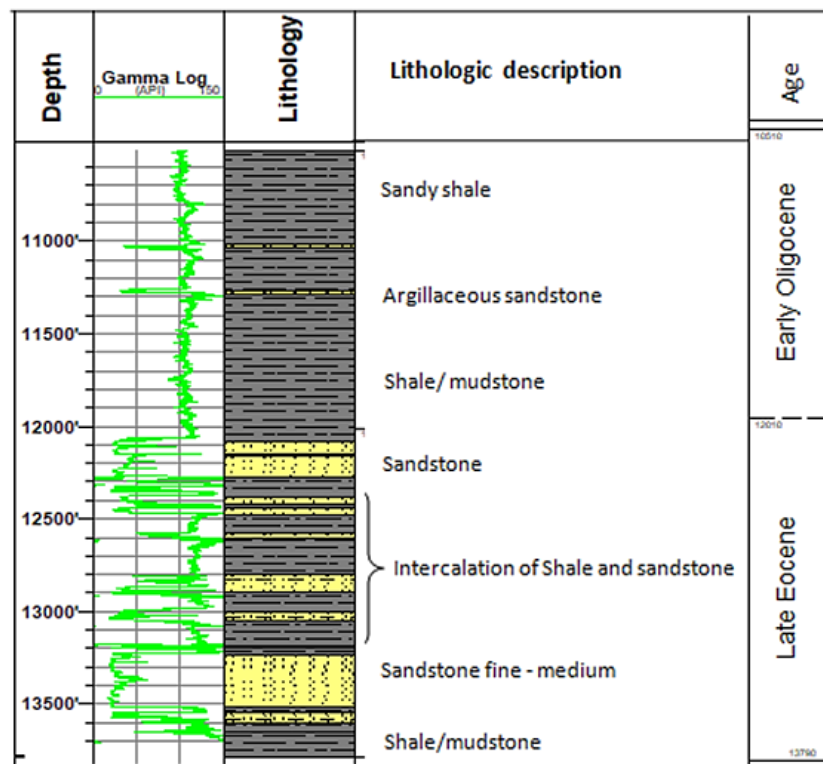 Depth
Gamma Log
0 (API) 150
Lithology
Lithologic description
Age
10510
Sandy shale
11000'
Argillaceous sandstone
Early Oligocene
11500'
Shale/ mudstone
12000'
12010
Sandstone
12500'
Intercalation of Shale and sandstone
Late Eocene
13000'
Sandstone fine - medium
13500'
Shale/mudstone
13790